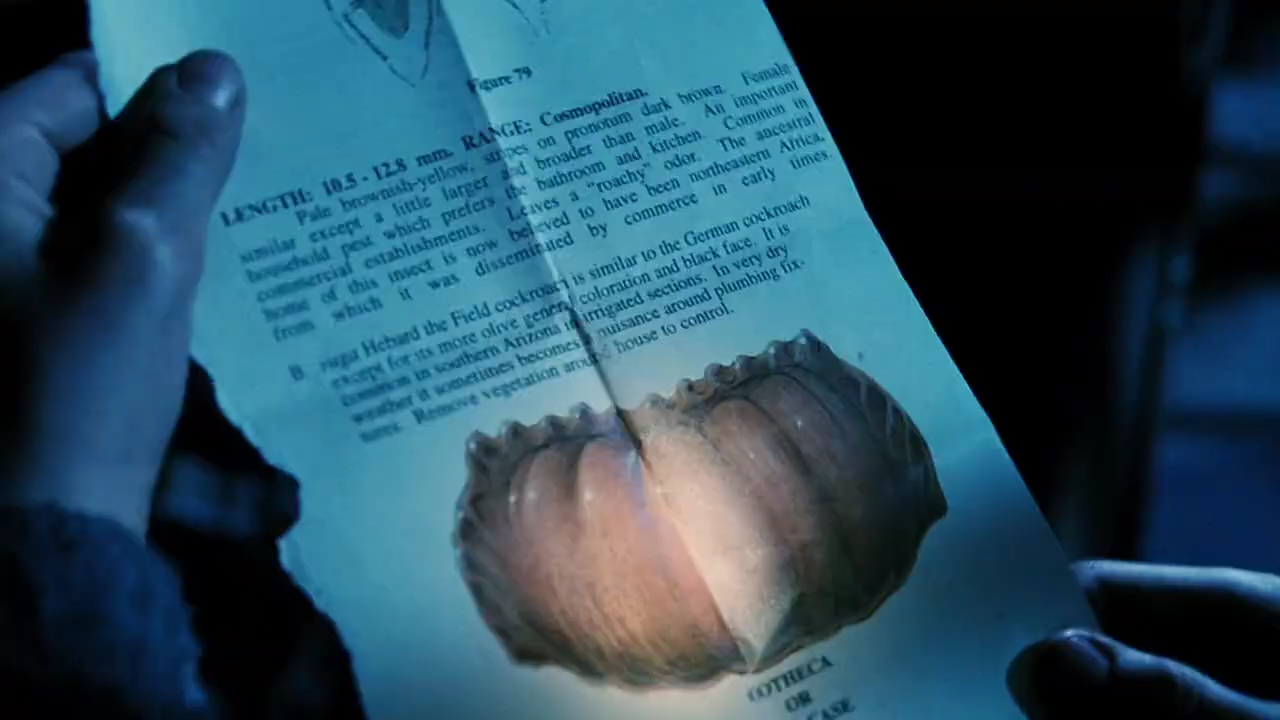 Figure 79
LENGTH: 10.5 - 12.8 mm. RANGE: Cosmopolitan.
Pale brownish-yellow, stripes on pronotum dark brown. Female
similar except a little larger and broader than male. An important
household pest which prefers the bathroom and kitchen. Common in
commercial establishments. Leaves a "roachy" odor. The ancestral
home of this insect is now believed to have been northeastern Africa,
from which it was disseminated by commerce in early times.
B. vaga Hebard the Field cockroach is similar to the German cockroach
except for its more olive general coloration and black face. It is
common in southern Arizona in irrigated sections. In very dry
weather it sometimes becomes nuisance around plumbing fix-
tures. Remove vegetation around house to control.
OOTHECA
OR
CASE